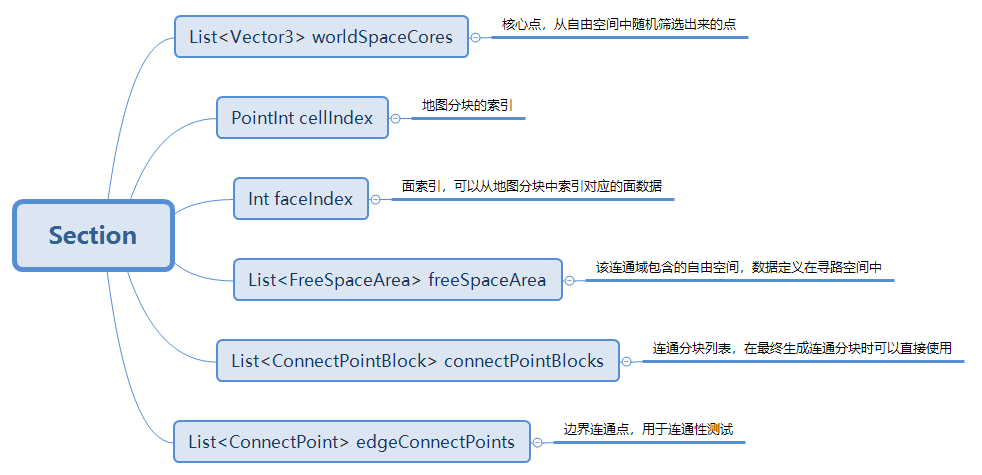 List<Vector3> worldSpaceCores
核心点，从自由空间中随机筛选出来的点
PointInt cellIndex
地图分块的索引
Int faceIndex
面索引，可以从地图分块中索引对应的面数据
Section
List<FreeSpaceArea> freeSpaceArea
该连通域包含的自由空间，数据定义在寻路空间中
List<ConnectPointBlock> connectPointBlocks
连通分块列表，在最终生成连通分块时可以直接使用
List<ConnectPoint> edgeConnectPoints
边界连通点，用于连通性测试